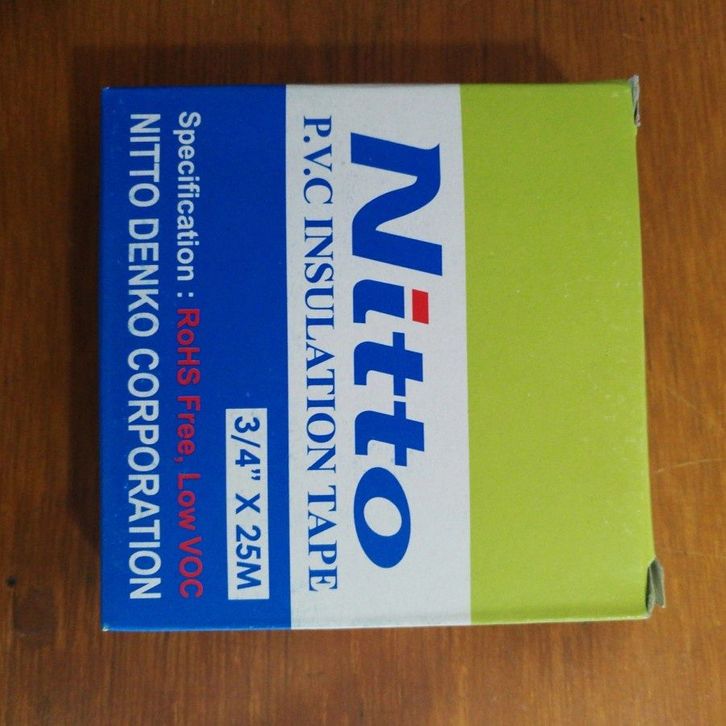 Nitto
P.V.C INSULATION TAPE
3/4" X 25M
Specification : RoHS Free, Low VOC
NITTO DENKO CORPORATION